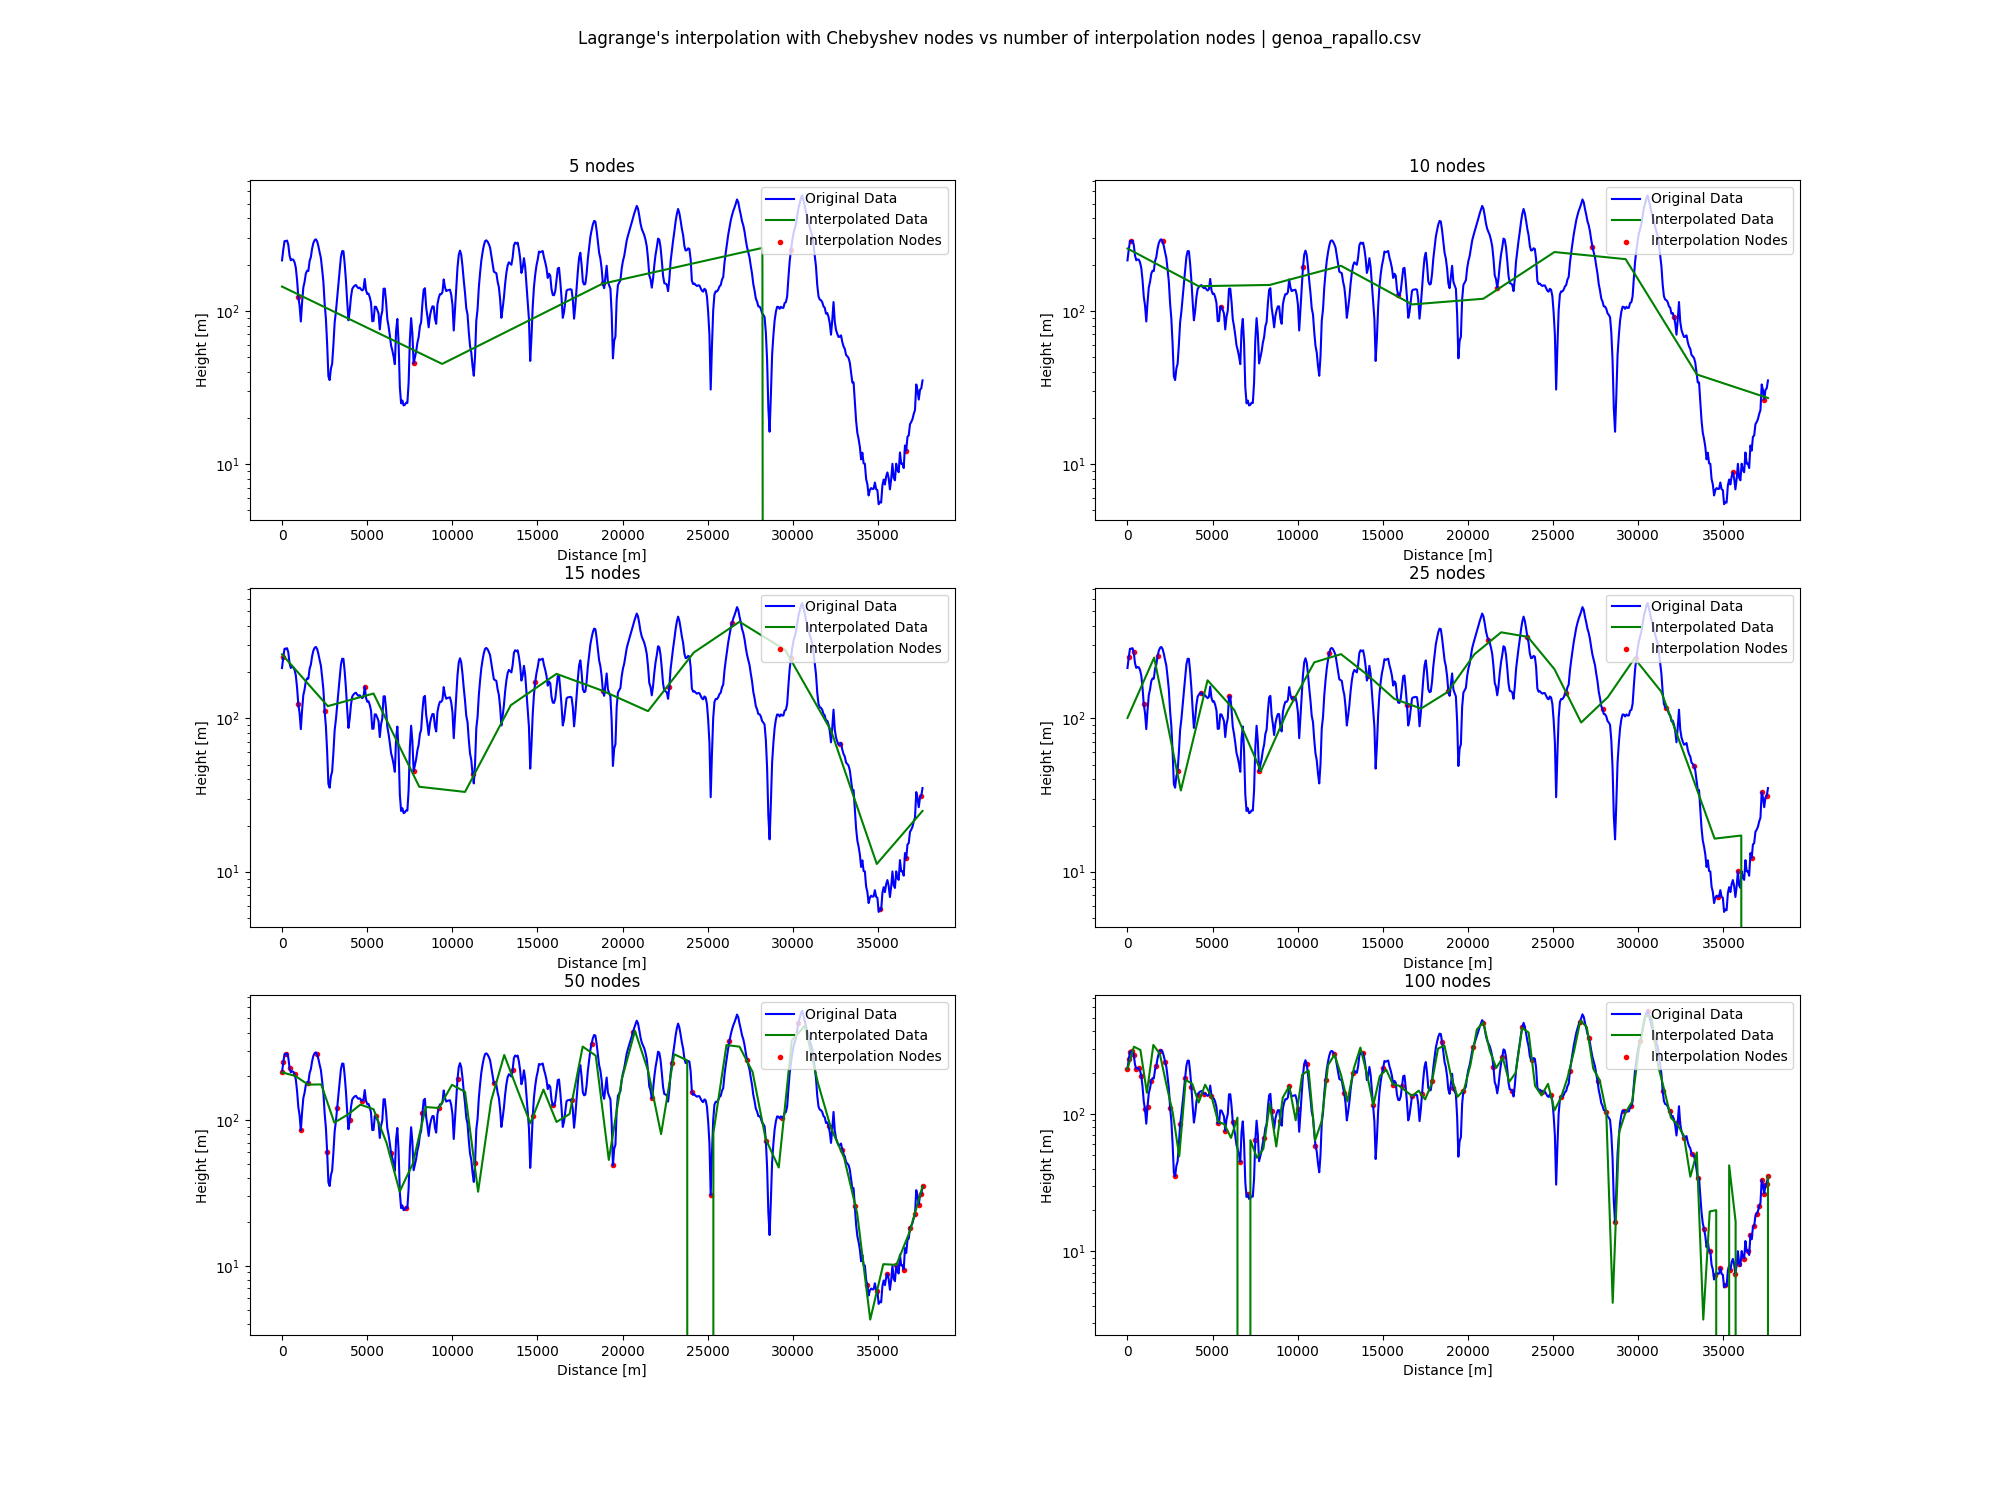 Lagrange's interpolation with Chebyshev nodes vs number of interpolation nodes | genoa_rapallo.csv
5 nodes
Original Data
Interpolated Data
Interpolation Nodes
Height [m]
10²
10¹
0 5000 10000 15000 20000 25000 30000 35000
Distance [m]
10 nodes
Original Data
Interpolated Data
Interpolation Nodes
Height [m]
10²
10¹
0 5000 10000 15000 20000 25000 30000 35000
Distance [m]
15 nodes
Original Data
Interpolated Data
Interpolation Nodes
Height [m]
10²
10¹
0 5000 10000 15000 20000 25000 30000 35000
Distance [m]
25 nodes
Original Data
Interpolated Data
Interpolation Nodes
Height [m]
10²
10¹
0 5000 10000 15000 20000 25000 30000 35000
Distance [m]
50 nodes
Original Data
Interpolated Data
Interpolation Nodes
Height [m]
10²
10¹
0 5000 10000 15000 20000 25000 30000 35000
Distance [m]
100 nodes
Original Data
Interpolated Data
Interpolation Nodes
Height [m]
10²
10¹
0 5000 10000 15000 20000 25000 30000 35000
Distance [m]